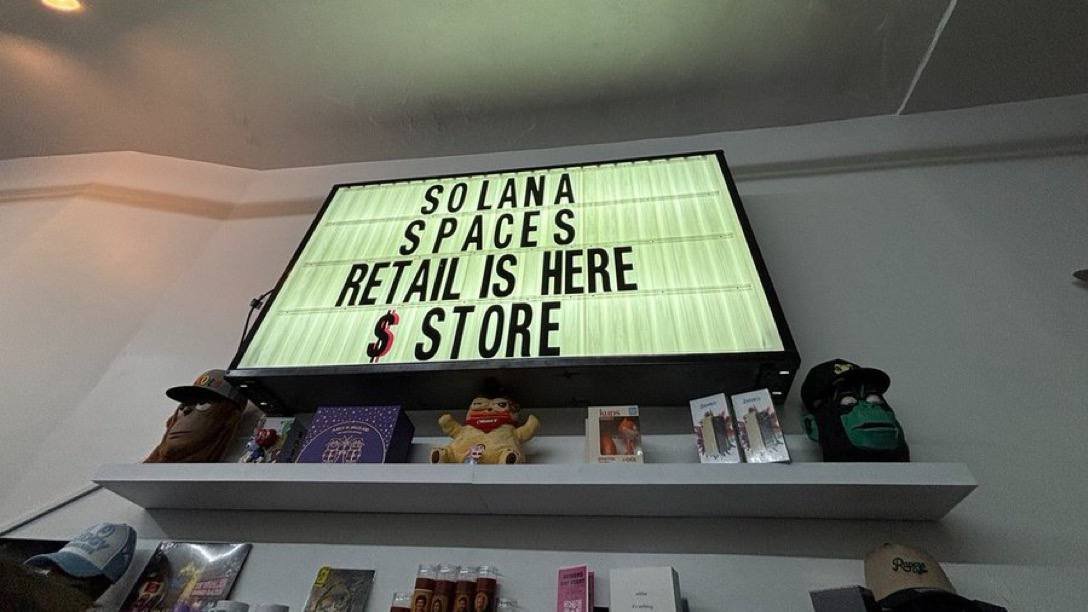 SOLANA
SPACES
RETAIL IS HERE
$ STORE